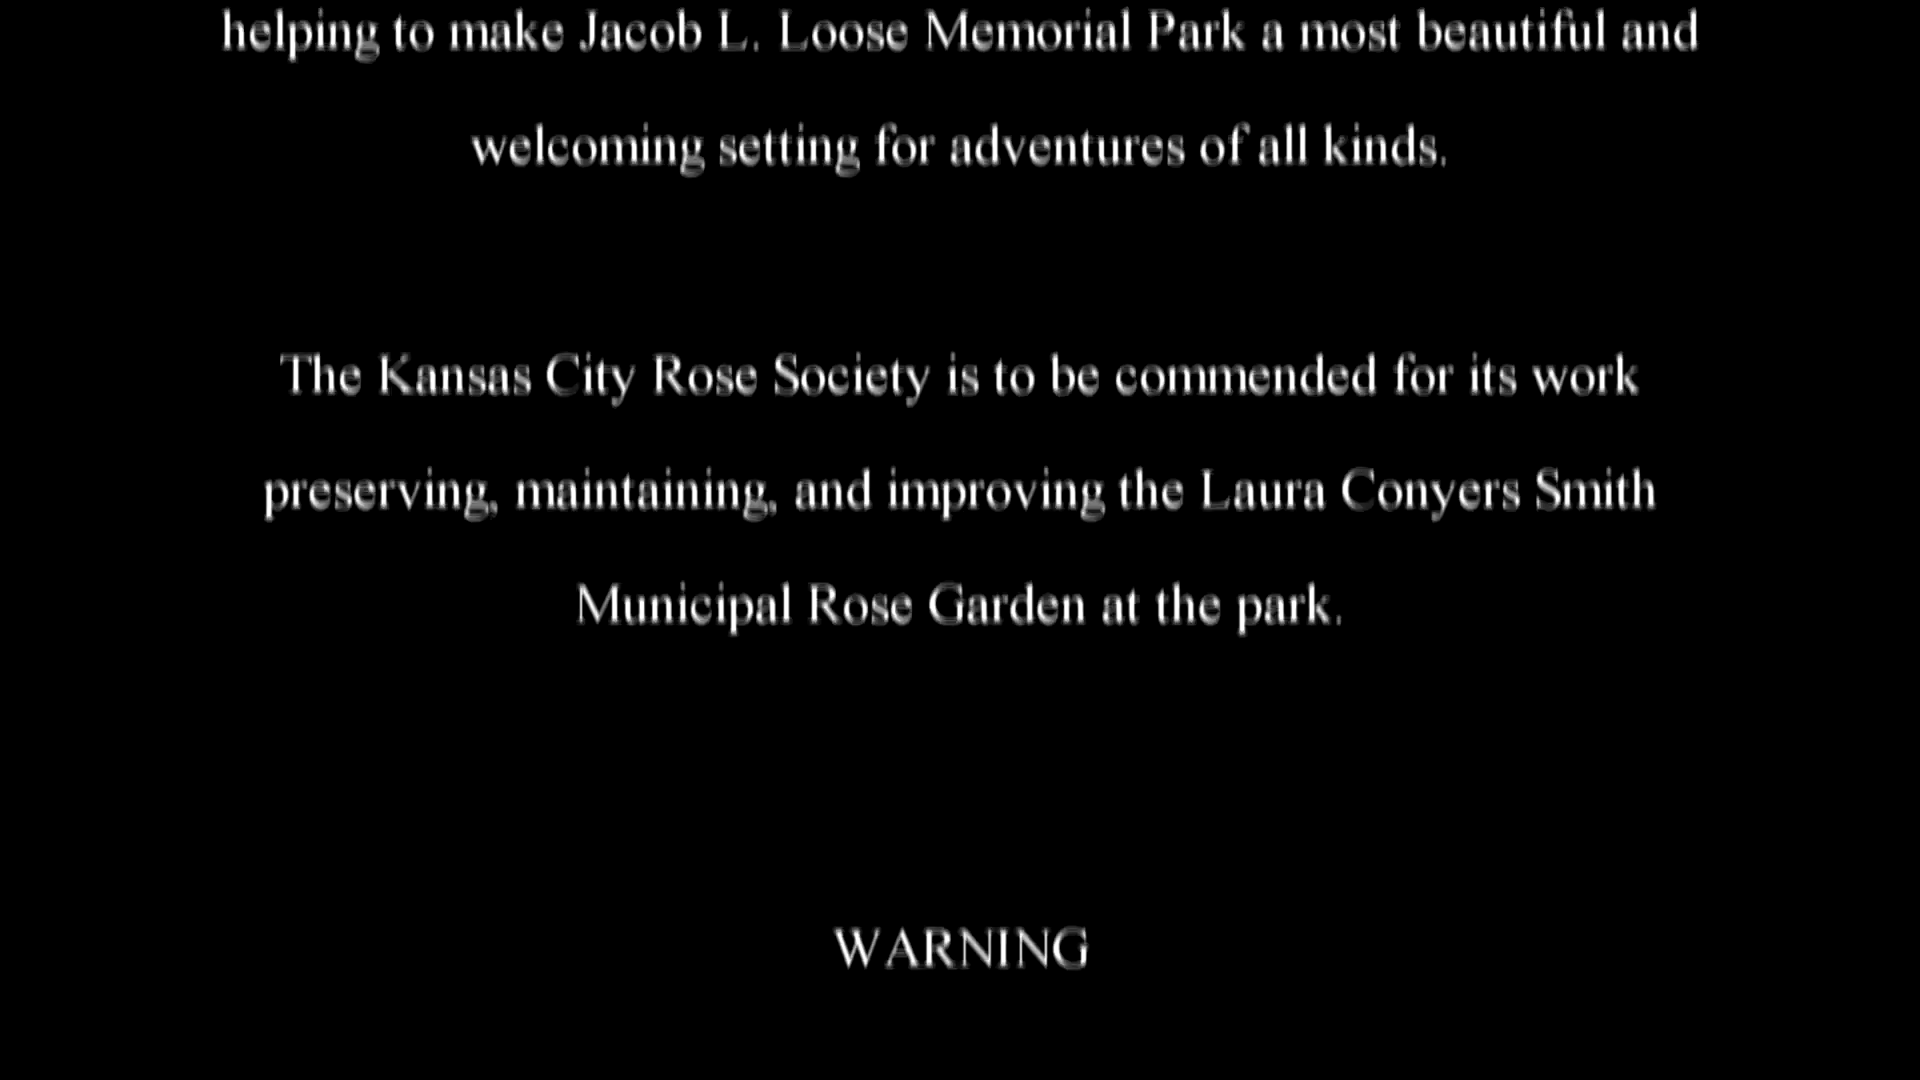 helping to make Jacob L. Loose Memorial Park a most beautiful and
welcoming setting for adventures of all kinds.
The Kansas City Rose Society is to be commended for its work
preserving, maintaining, and improving the Laura Conyers Smith
Municipal Rose Garden at the park.
WARNING